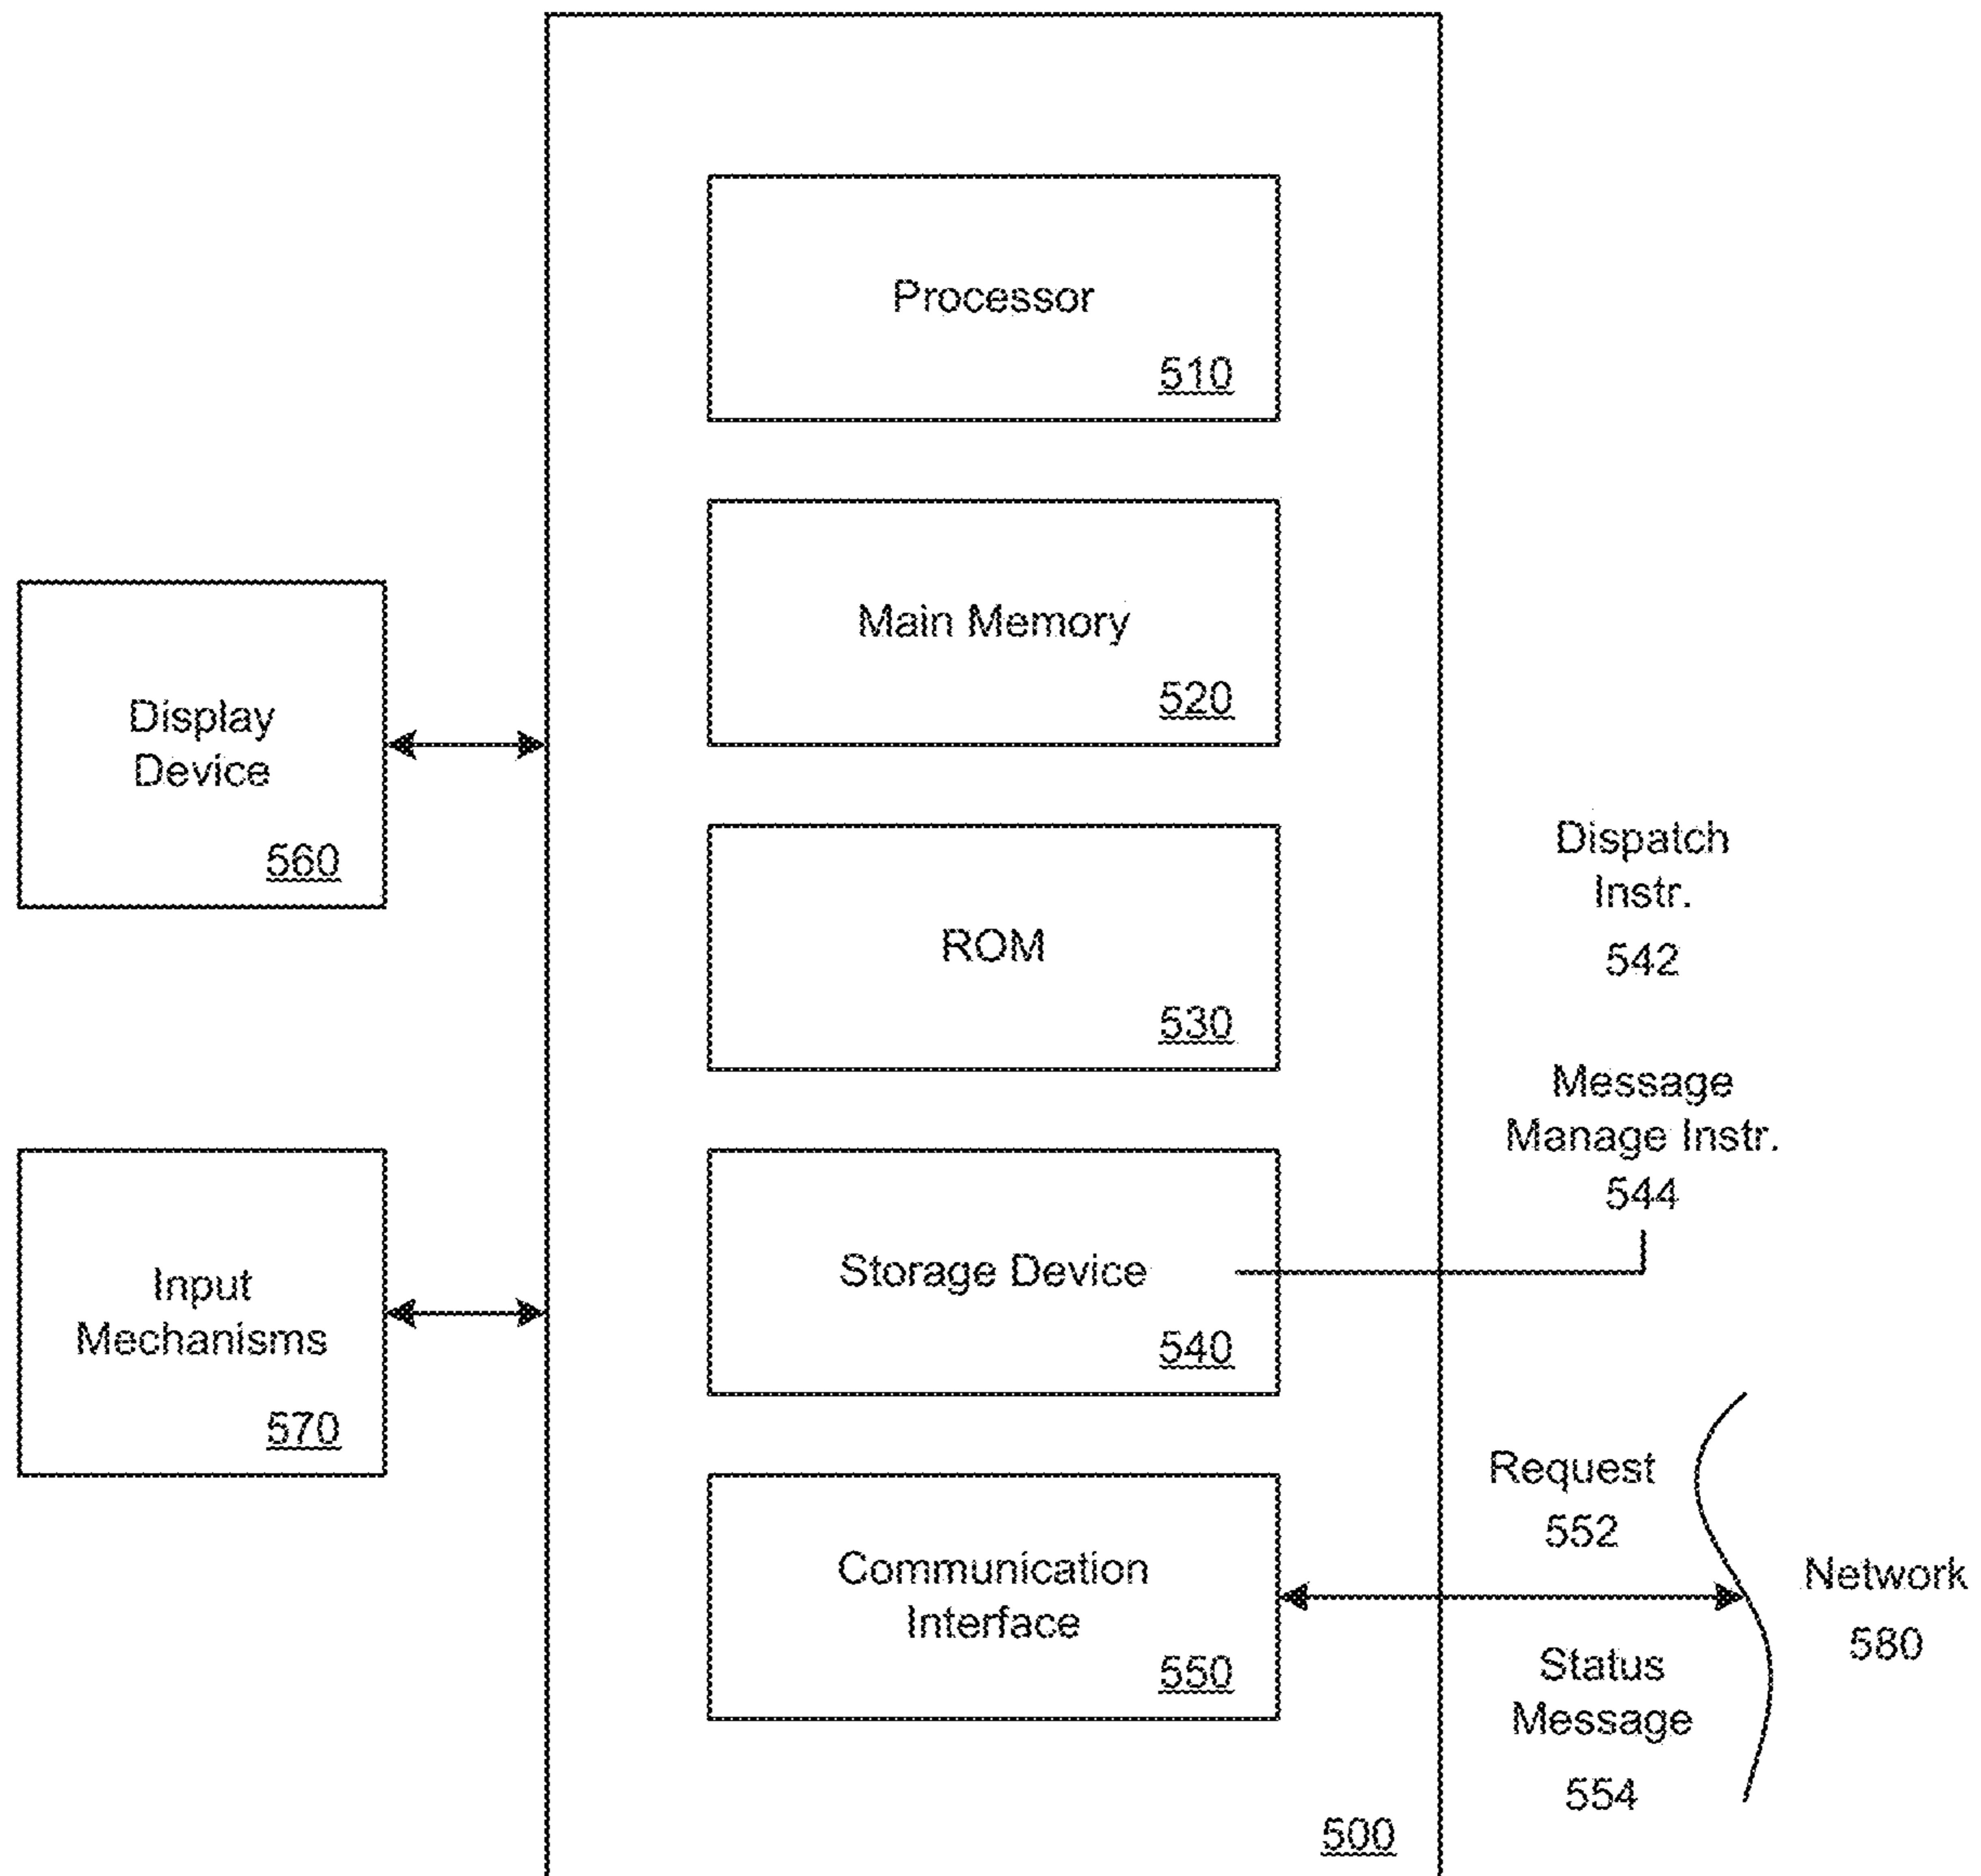 Processor
510
Main Memory
520
Display
Device
560
ROM
530
Dispatch
Instr.
542
Message
Manage Instr.
544
Storage Device
540
Input
Mechanisms
570
Communication
Interface
550
Request
552
Status
Message
554
Network
580
500